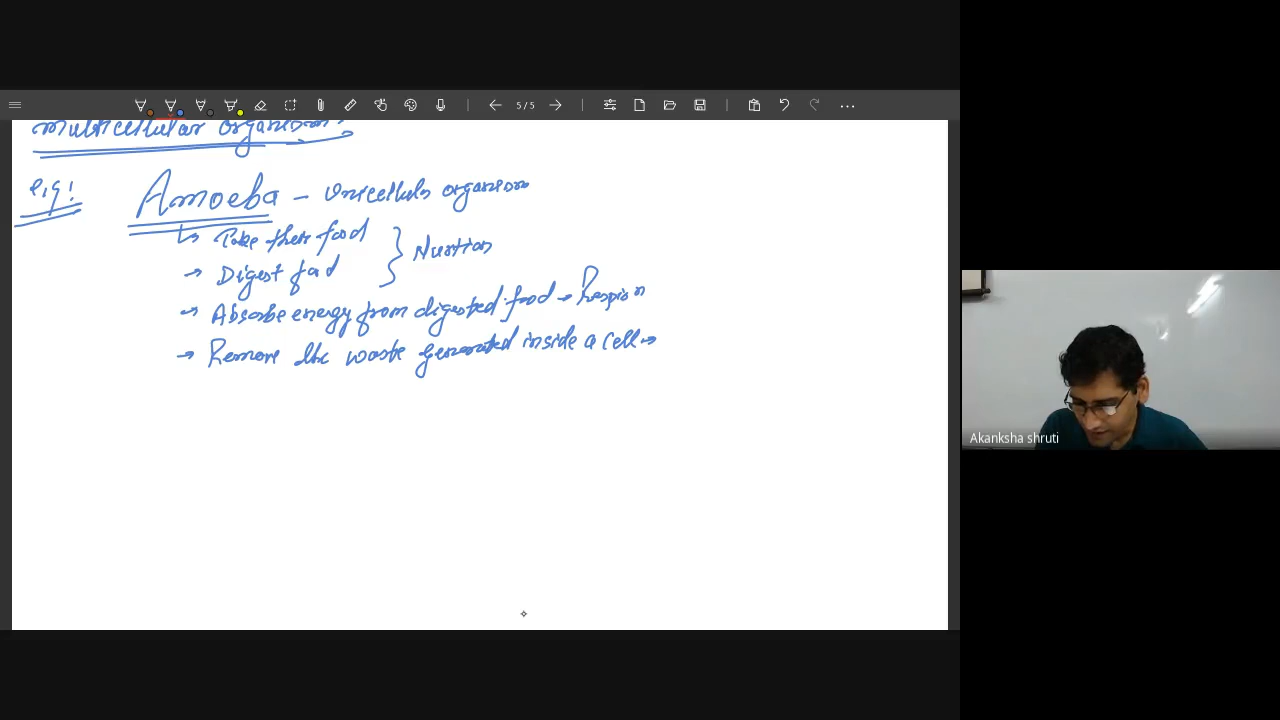 5/5
multicellular organism:
e.g! Amoeba - Unicellular organism
↳ Take their food } Nutrition
→ Digest food
→ Absorbe energy from digested food → Respion
→ Remove the waste generated inside a cell →
Akanksha shruti